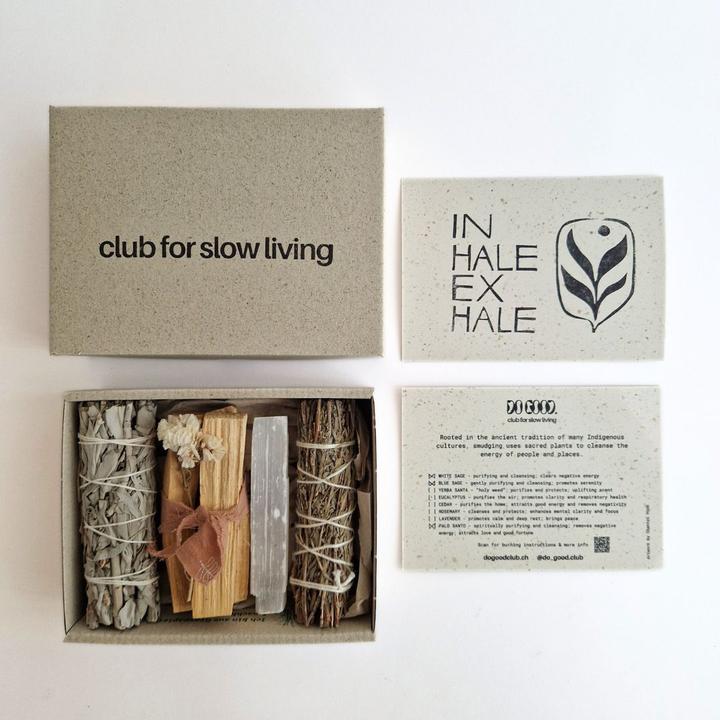 club for slow living
IN
HALE
EX
HALE
DO GOOD.
club for slow living
Rooted in the ancient tradition of many Indigenous
cultures, smudging uses sacred plants to cleanse the
energy of people and places.
[x] WHITE SAGE - purifying and cleansing; clears negative energy
[x] BLUE SAGE - gently purifying and cleansing; promotes serenity
[ ] YERBA SANTA - "holy weed"; purifies and protects; uplifting scent
[ ] EUCALYPTUS - purifies the air; promotes clarity and respiratory health
[ ] CEDAR - purifies the home; attracts good energy and removes negativity
[ ] ROSEMARY - cleanses and protects; enhances mental clarity and focus
[ ] LAVENDER - promotes calm and deep rest; brings peace
[x] PALO SANTO - spiritually purifying and cleansing; removes negative
energy; attracts love and good fortune
Scan for burning instructions & more info
dogoodclub.ch @do_good.club
Ich bin aus